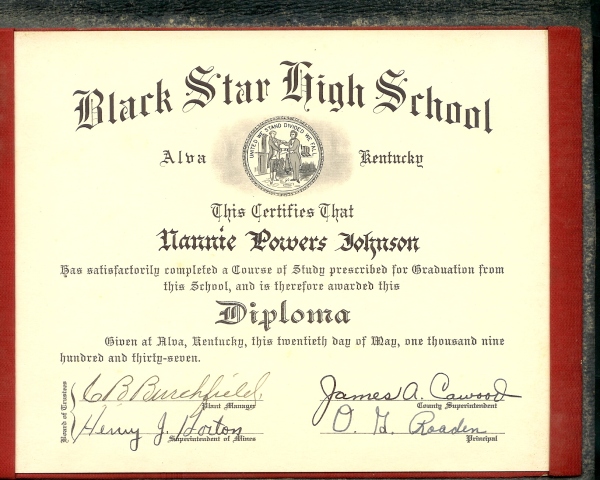 Black Star High School
UNITED WE STAND DIVIDED WE FALL
Alva Kentucky
This Certifies That
Nannie Powers Johnson
Has satisfactorily completed a Course of Study prescribed for Graduation from
this School, and is therefore awarded this
Diploma
Given at Alva, Kentucky, this twentieth day of May, one thousand nine
hundred and thirty-seven.
Board of Trustees
C B Burchfield
Plant Manager
James A. Cawood
County Superintendent
Henry J. Horton
Superintendent of Mines
O. G. Roaden
Principal